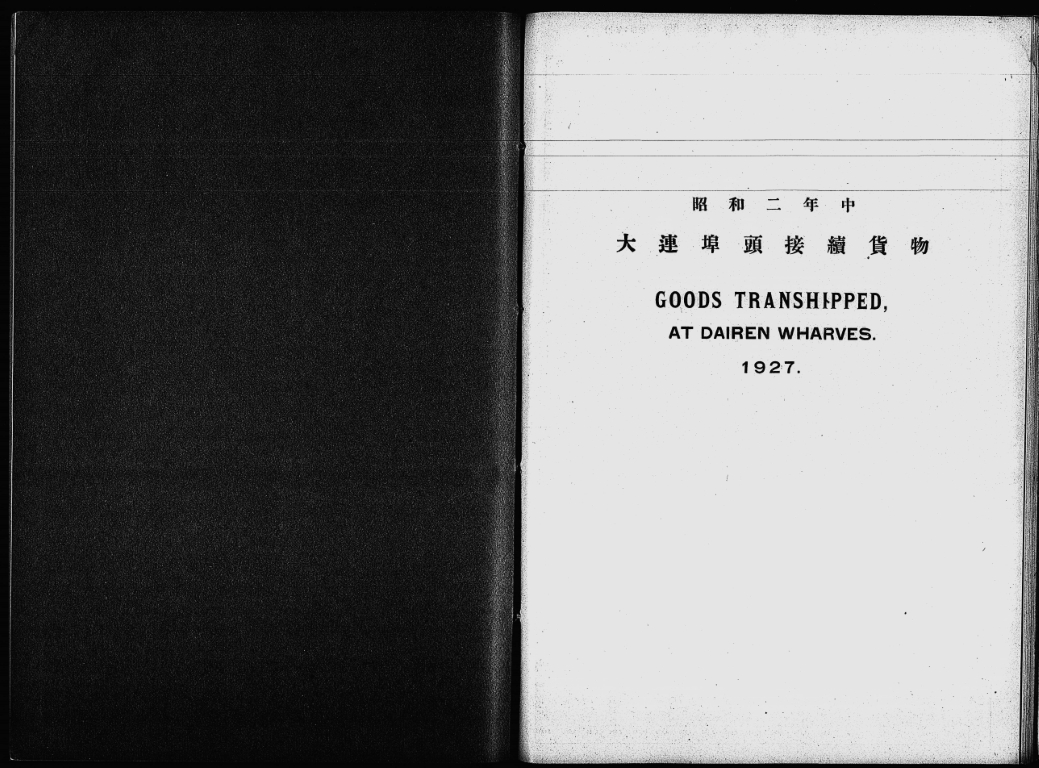 昭和二年中
大連埠頭接續貨物
GOODS TRANSHIPPED,
AT DAIREN WHARVES.
1927.